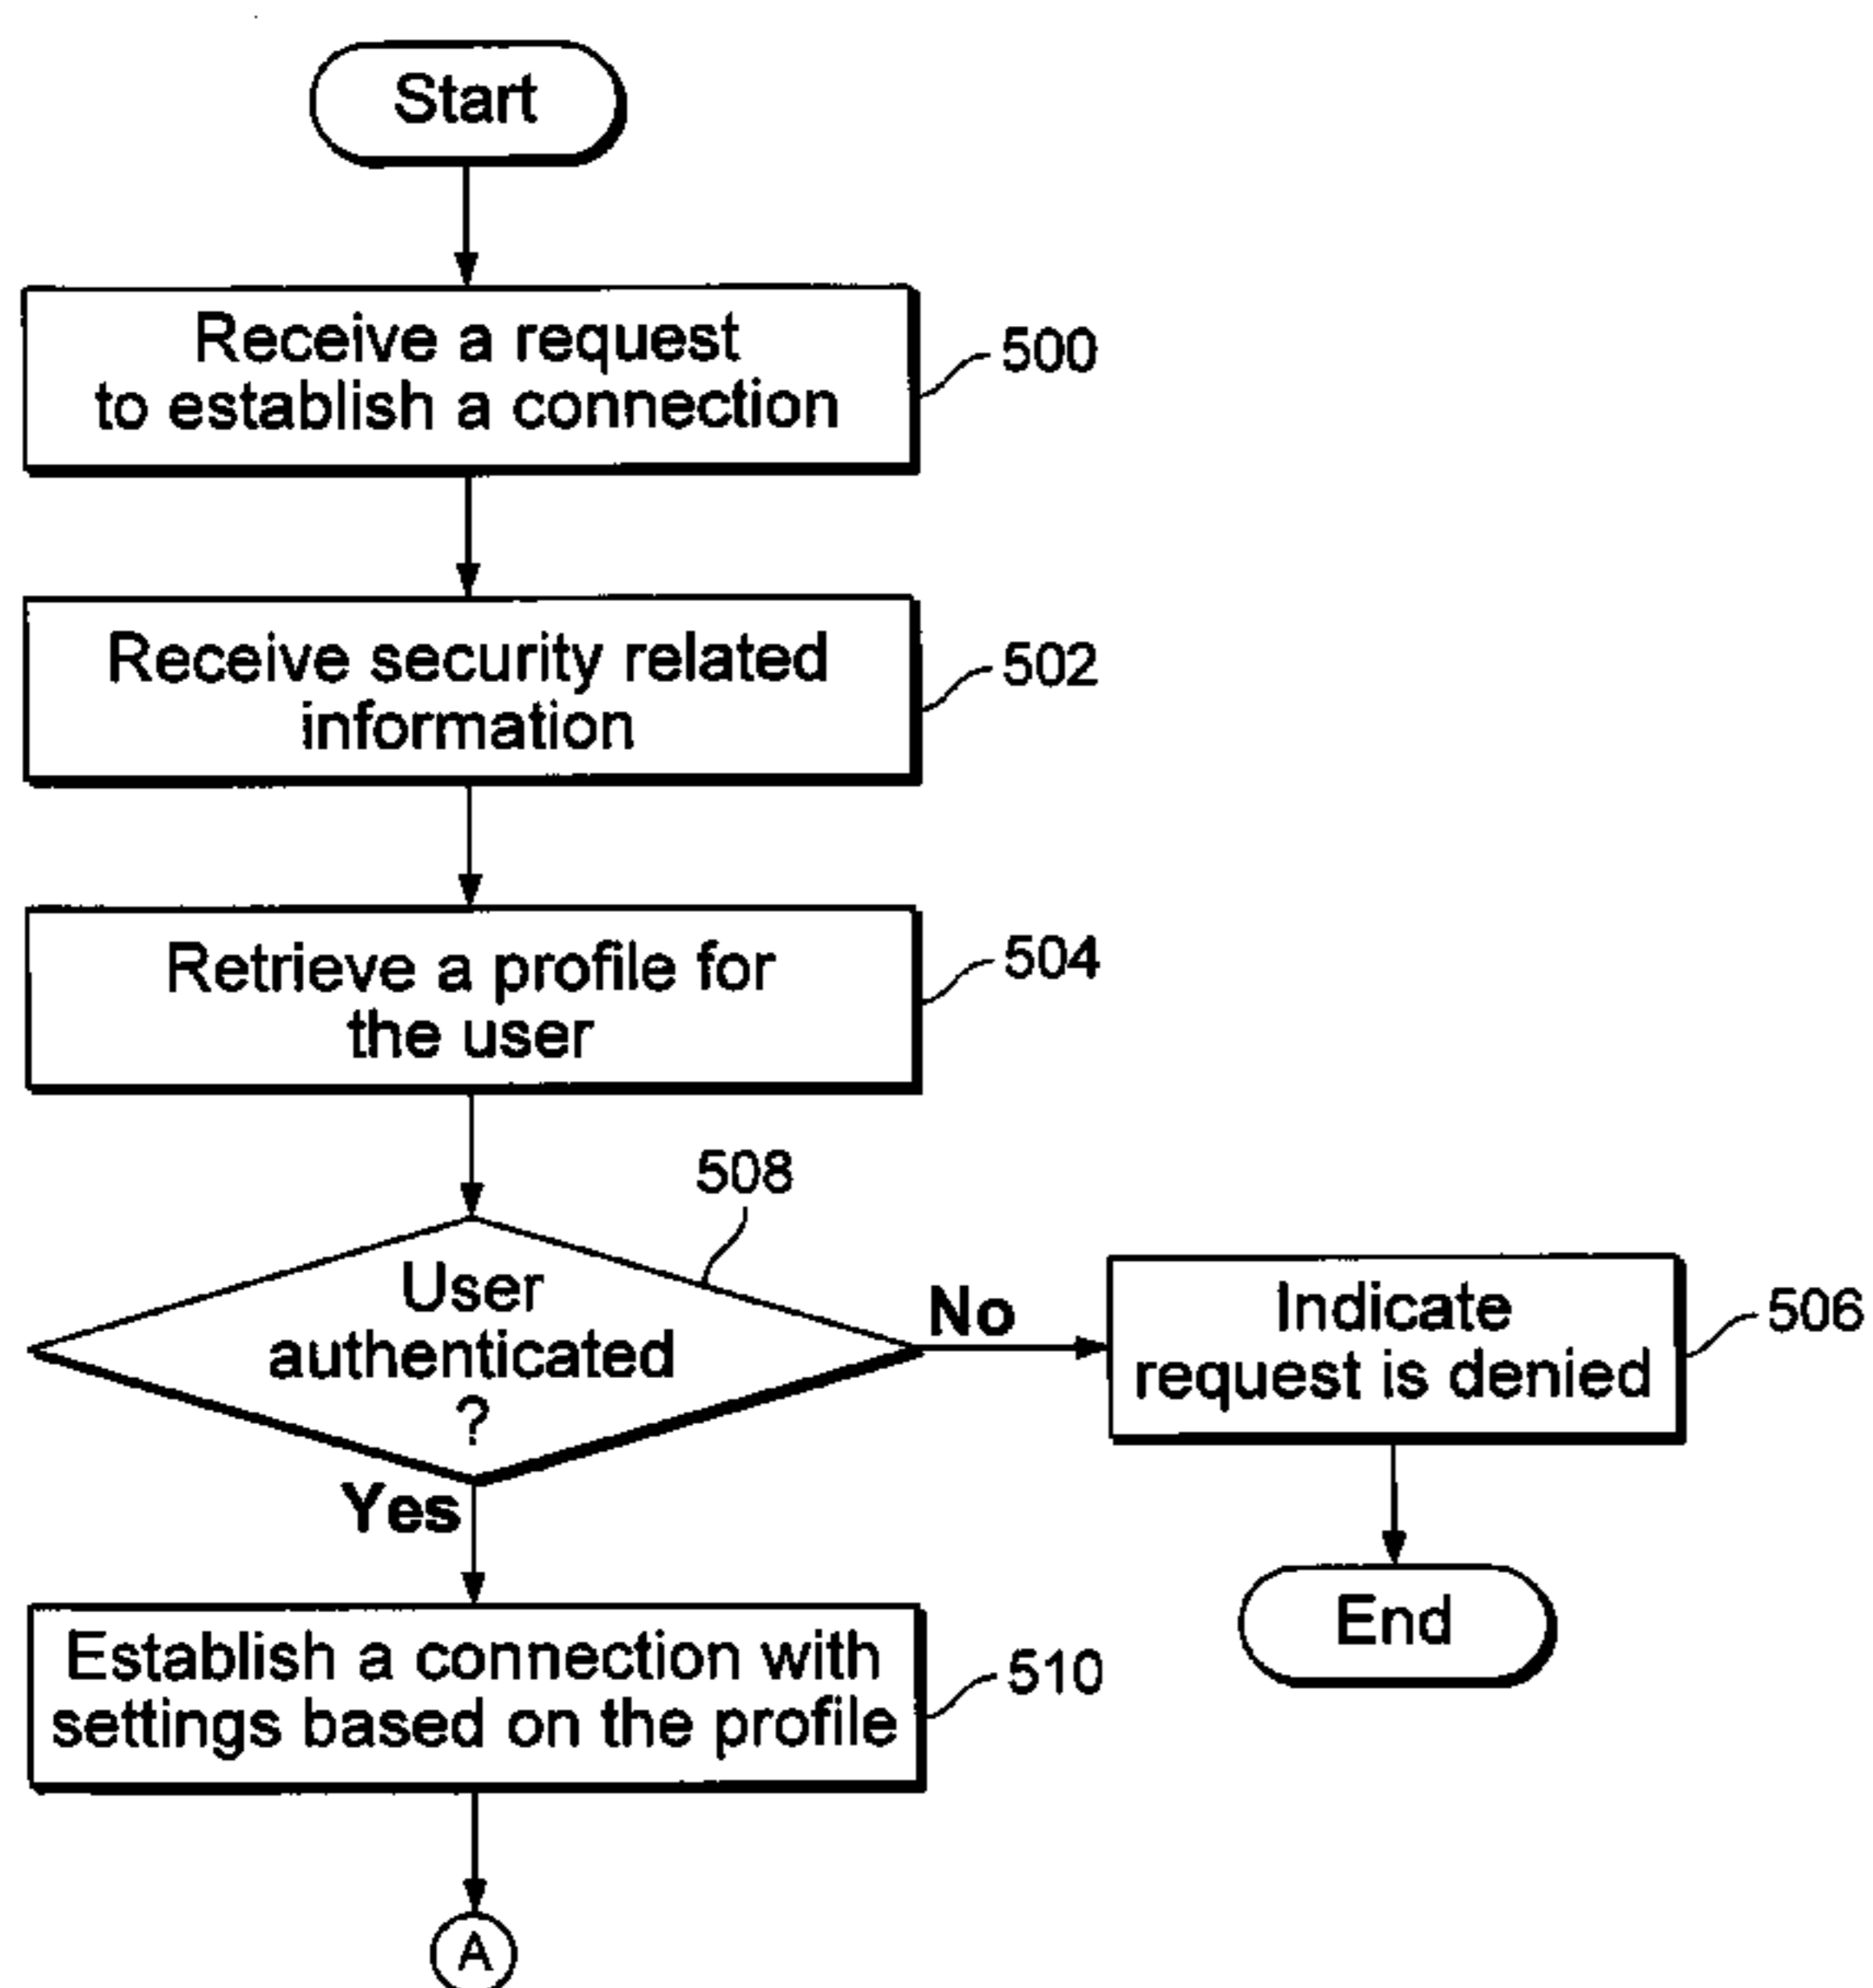 Start
Receive a request
to establish a connection
500
Receive security related
information
502
Retrieve a profile for
the user
504
508
User
authenticated
?
No
Indicate
request is denied
506
Yes
End
Establish a connection with
settings based on the profile
510
A